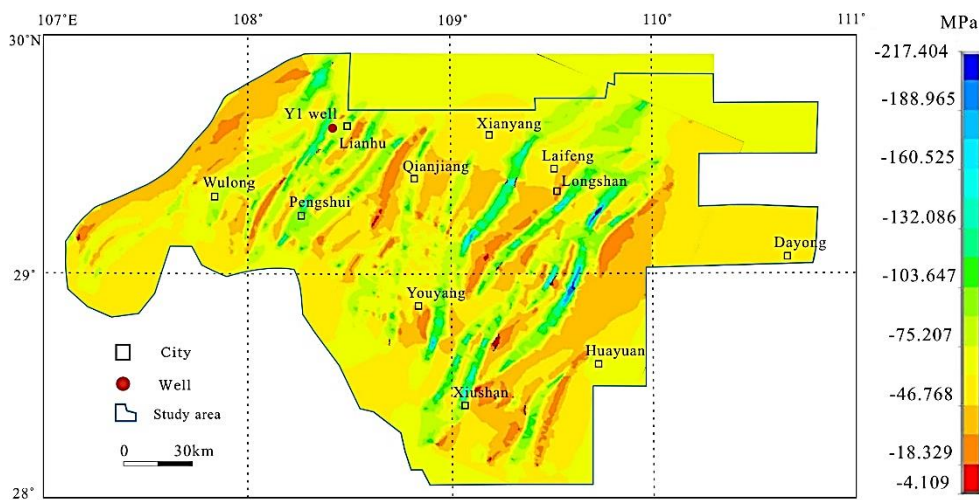 107°E 108° 109° 110° 111°
30°N
29°
28°
Y1 well
Lianhu
Xianyang
Qianjiang
Laifeng
Longshan
Wulong
Pengshui
Dayong
Youyang
Huayuan
Xiushan
City
Well
Study area
0 30km
MPa
-217.404
-188.965
-160.525
-132.086
-103.647
-75.207
-46.768
-18.329
-4.109